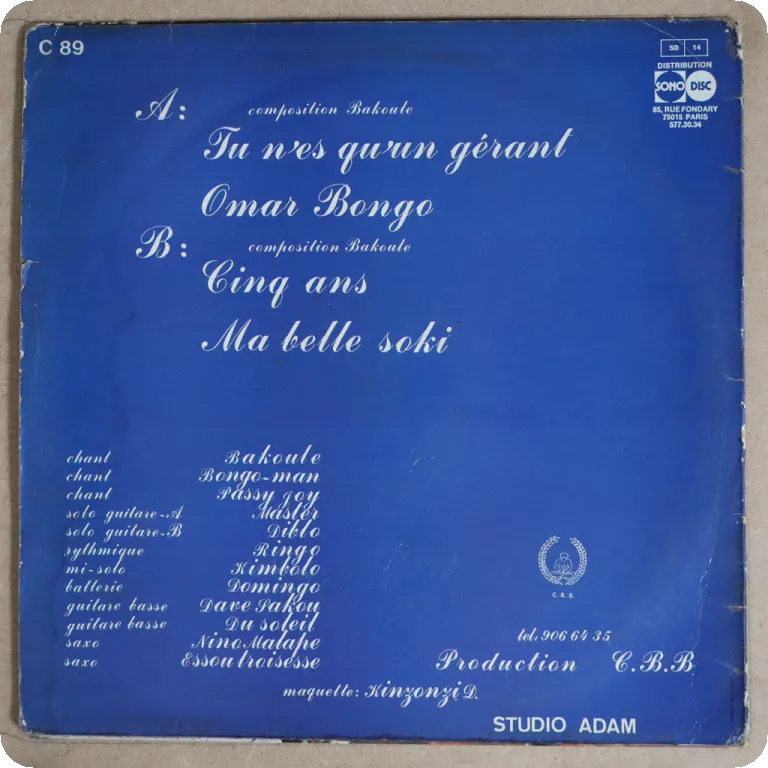 C 89
SD 14
DISTRIBUTION
SONO DISC
85, RUE FONDARY
75015 PARIS
577.30.34
A: composition Bakoule
Tu n'es qu'un gérant
Omar Bongo
B: composition Bakoule
Cinq ans
Ma belle soki
chant Bakoule
chant Bongo-man
chant Passy joy
solo guitare-A Master
solo guitare-B Diblo
rythmique Ringo
mi-solo Kimbolo
batterie Domingo
guitare basse Dave Pakou
guitare basse Du soleil
saxo Nino Malape
saxo Essou troisesse
C. B. B.
tel. 906 64 35
Production C.B.B
maquette: Kinzonzi D.
STUDIO ADAM